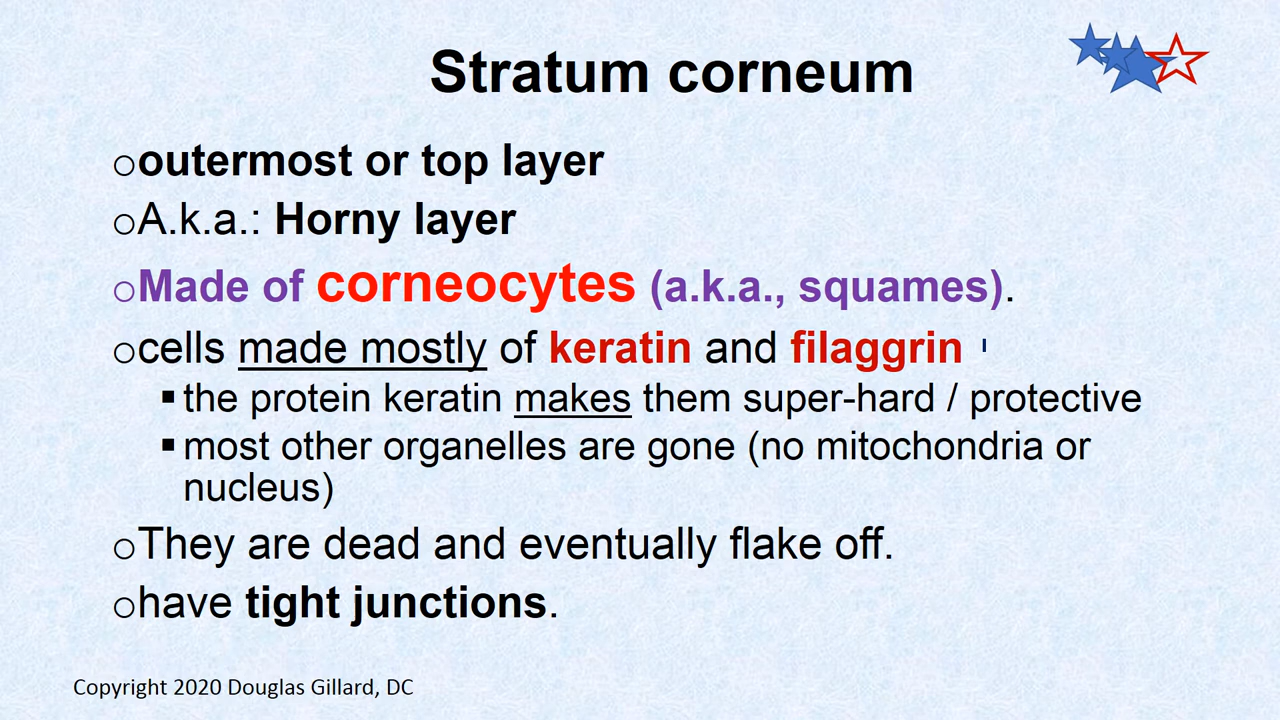 Stratum corneum
outermost or top layer
A.k.a.: Horny layer
Made of corneocytes (a.k.a., squames).
cells made mostly of keratin and filaggrin
the protein keratin makes them super-hard / protective
most other organelles are gone (no mitochondria or
nucleus)
They are dead and eventually flake off.
have tight junctions.
Copyright 2020 Douglas Gillard, DC